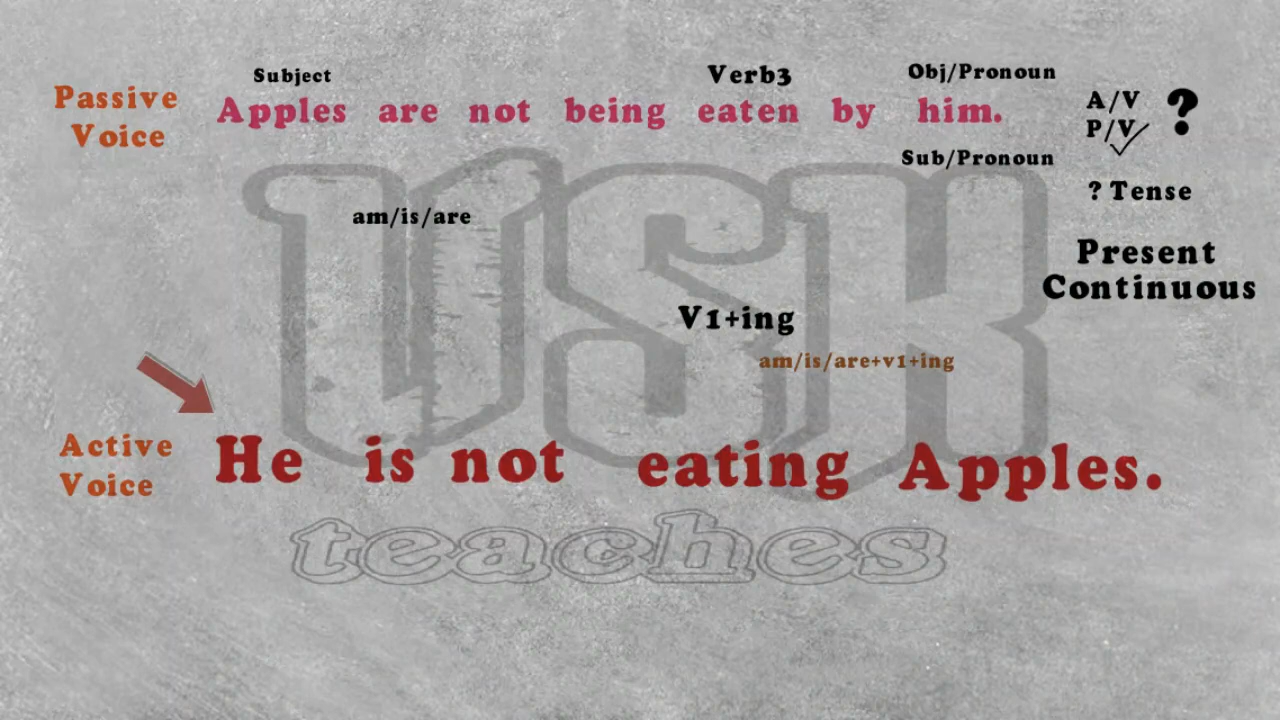 Subject Verb3 Obj/Pronoun
Passive Voice Apples are not being eaten by him.
A/V P/V ?
Sub/Pronoun
? Tense
am/is/are
Present
Continuous
V1+ing
am/is/are+v1+ing
Active Voice He is not eating Apples.
USK
teaches